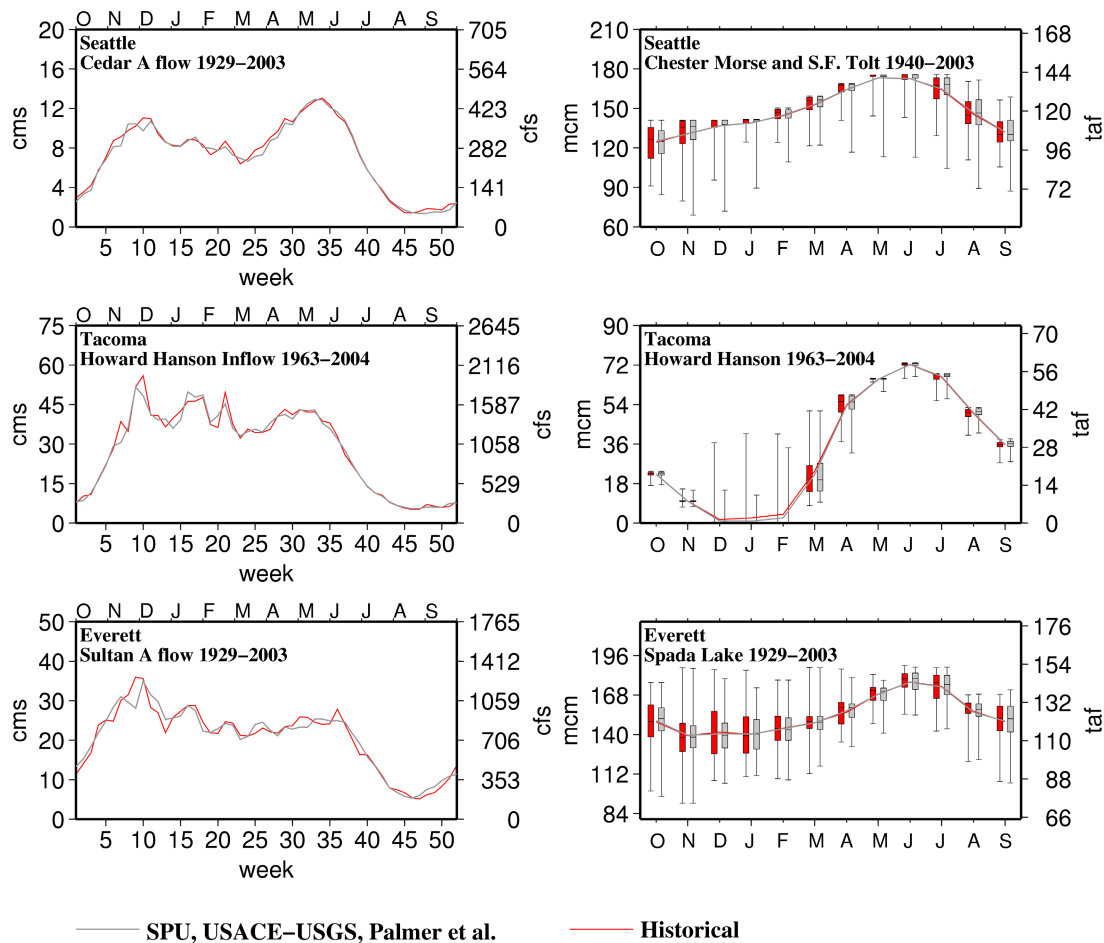 O N D J F M A M J J A S
20 705
Seattle
Cedar A flow 1929–2003
16 564
12 423
cms cfs
8 282
4 141
0 0
5 10 15 20 25 30 35 40 45 50
week
210 168
Seattle
Chester Morse and S.F. Tolt 1940–2003
180 144
150 120
mcm taf
120 96
90 72
60
O N D J F M A M J J A S
O N D J F M A M J J A S
75 2645
Tacoma
Howard Hanson Inflow 1963–2004
60 2116
45 1587
cms cfs
30 1058
15 529
0 0
5 10 15 20 25 30 35 40 45 50
week
90 70
Tacoma
Howard Hanson 1963–2004
72 56
54 42
mcm taf
36 28
18 14
0 0
O N D J F M A M J J A S
O N D J F M A M J J A S
50 1765
Everett
Sultan A flow 1929–2003
40 1412
30 1059
cms cfs
20 706
10 353
0 0
5 10 15 20 25 30 35 40 45 50
week
176
Everett
Spada Lake 1929–2003
196 154
168 132
mcm taf
140 110
112 88
84 66
O N D J F M A M J J A S
SPU, USACE–USGS, Palmer et al. Historical